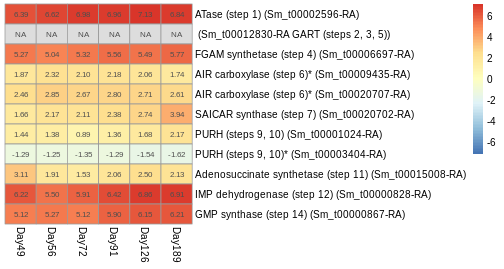 6.39 6.62 6.98 6.96 7.23 6.84 ATase (step 1) (Sm_t00002596-RA)
NA NA NA NA NA NA (Sm_t00012830-RA GART (steps 2, 3, 5))
5.27 5.04 5.32 5.56 5.49 5.77 FGAM synthetase (step 4) (Sm_t00006697-RA)
1.87 2.32 2.10 2.18 2.06 1.74 AIR carboxylase (step 6)* (Sm_t00009435-RA)
2.46 2.85 2.67 2.80 2.71 2.61 AIR carboxylase (step 6)* (Sm_t00020707-RA)
1.66 2.17 2.11 2.38 2.74 3.94 SAICAR synthase (step 7) (Sm_t00020702-RA)
1.44 1.38 0.89 1.36 1.68 2.17 PURH (steps 9, 10) (Sm_t00001024-RA)
-1.29 -1.25 -1.35 -1.29 -1.54 -1.62 PURH (steps 9, 10)* (Sm_t00003404-RA)
3.11 1.91 1.53 2.06 2.50 2.13 Adenosuccinate synthetase (step 11) (Sm_t00015008-RA)
6.22 5.50 5.91 6.42 6.91 IMP dehydrogenase (step 12) (Sm_t00000828-RA)
5.12 5.27 5.12 5.90 6.15 6.21 GMP synthase (step 14) (Sm_t00000867-RA)
Day49 Day56 Day72 Day91 Day126 Day189
6
4
2
0
-2
-4
-6